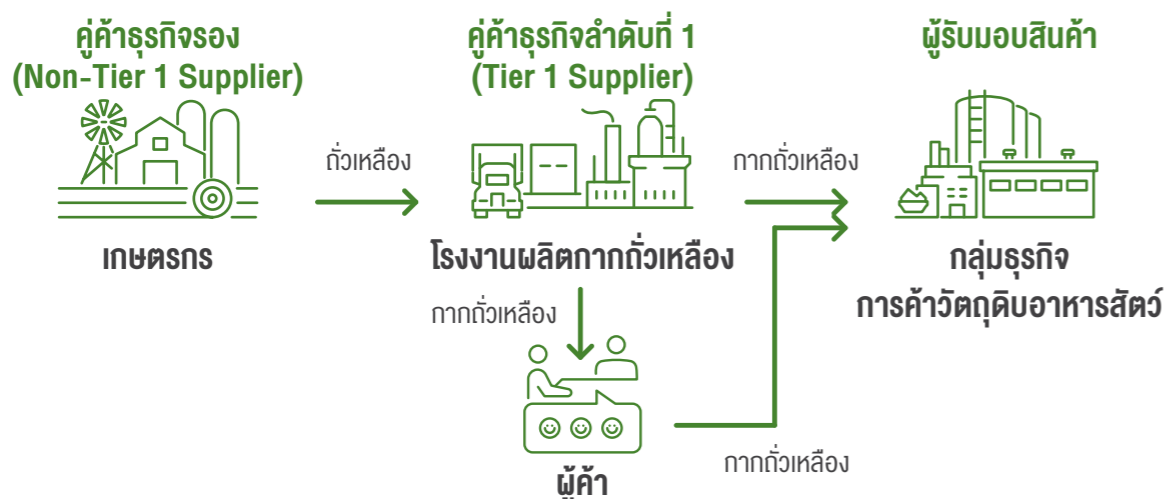 คู่ค้าธุรกิจรอง
(Non-Tier 1 Supplier)
คู่ค้าธุรกิจลำดับที่ 1
(Tier 1 Supplier)
ผู้รับมอบสินค้า
ถั่วเหลือง
กากถั่วเหลือง
เกษตรกร
โรงงานผลิตกากถั่วเหลือง
กลุ่มธุรกิจ
การค้าวัตถุดิบอาหารสัตว์
กากถั่วเหลือง
กากถั่วเหลือง
ผู้ค้า